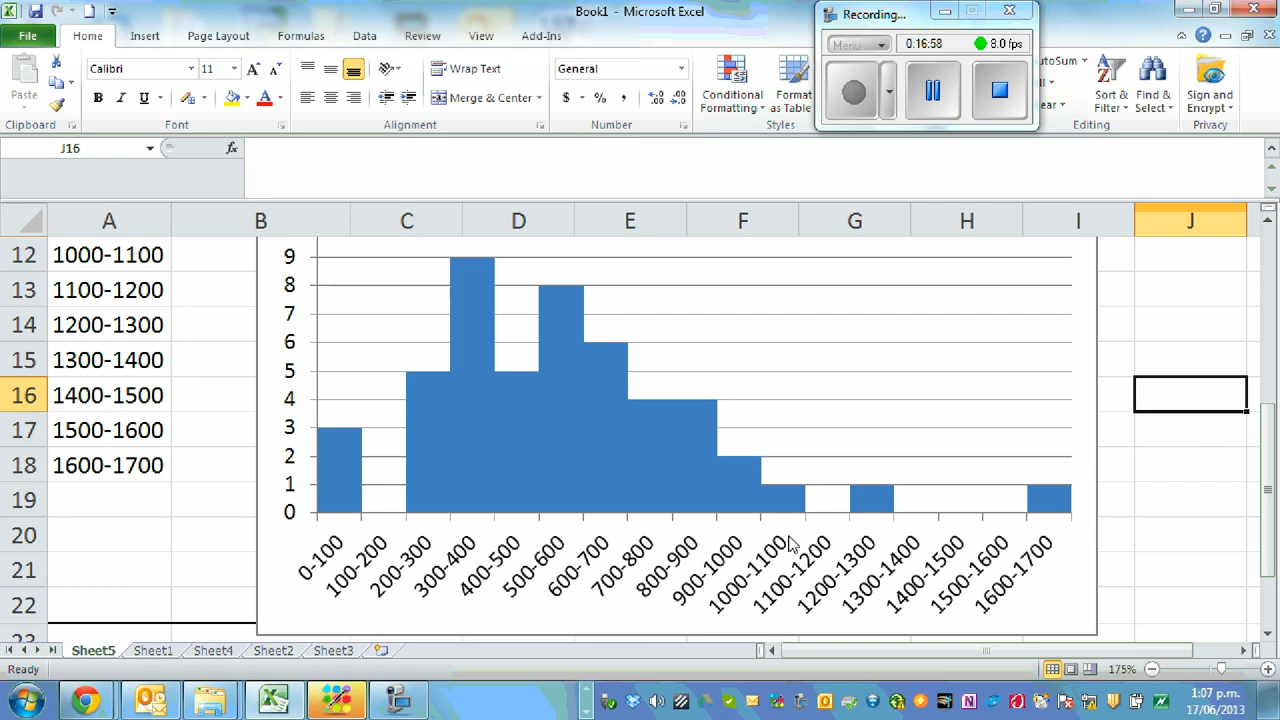 Book1 - Microsoft Excel
Recording...
File Home Insert Page Layout Formulas Data Review View Add-Ins
Menu 0:16:58 8.0 fps
Calibri 11 Wrap Text General AutoSum
Paste B I U Merge & Center $ % , Conditional Formatting Format as Table Sort & Filter Find & Select Sign and Encrypt
Clipboard Font Alignment Number Styles Editing Privacy
J16 fx
A B C D E F G H I J
12 1000-1100
13 1100-1200
14 1200-1300
15 1300-1400
16 1400-1500
17 1500-1600
18 1600-1700
19
20
21
22
23
9
8
7
6
5
4
3
2
1
0
0-100 100-200 200-300 300-400 400-500 500-600 600-700 700-800 800-900 900-1000 1000-1100 1100-1200 1200-1300 1300-1400 1400-1500 1500-1600 1600-1700
Sheet5 Sheet1 Sheet4 Sheet2 Sheet3
Ready 175%
1:07 p.m.
17/06/2013